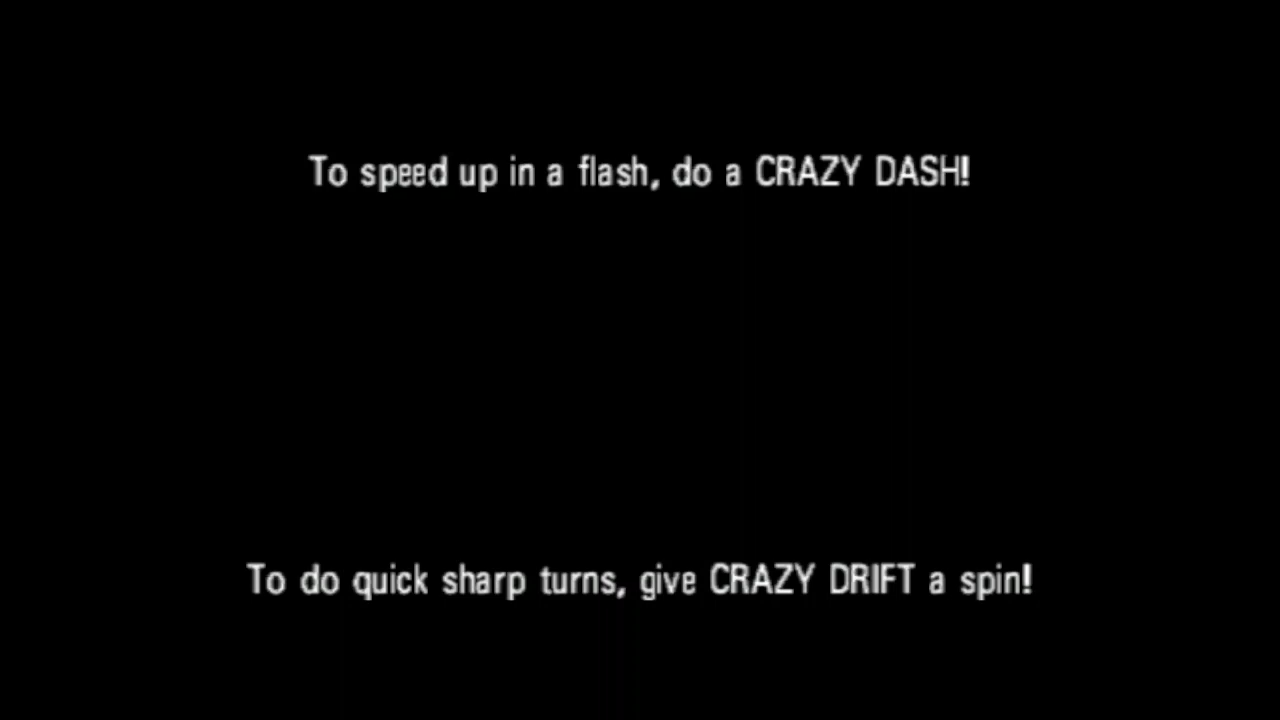 To speed up in a flash, do a CRAZY DASH!
To do quick sharp turns, give CRAZY DRIFT a spin!